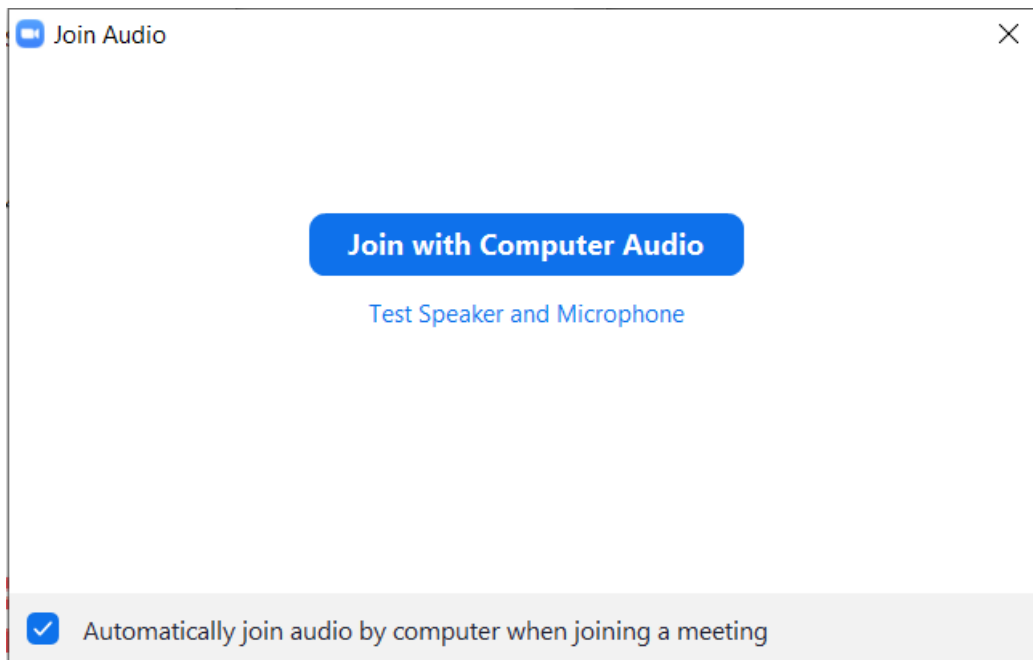 Join Audio
Join with Computer Audio
Test Speaker and Microphone
Automatically join audio by computer when joining a meeting